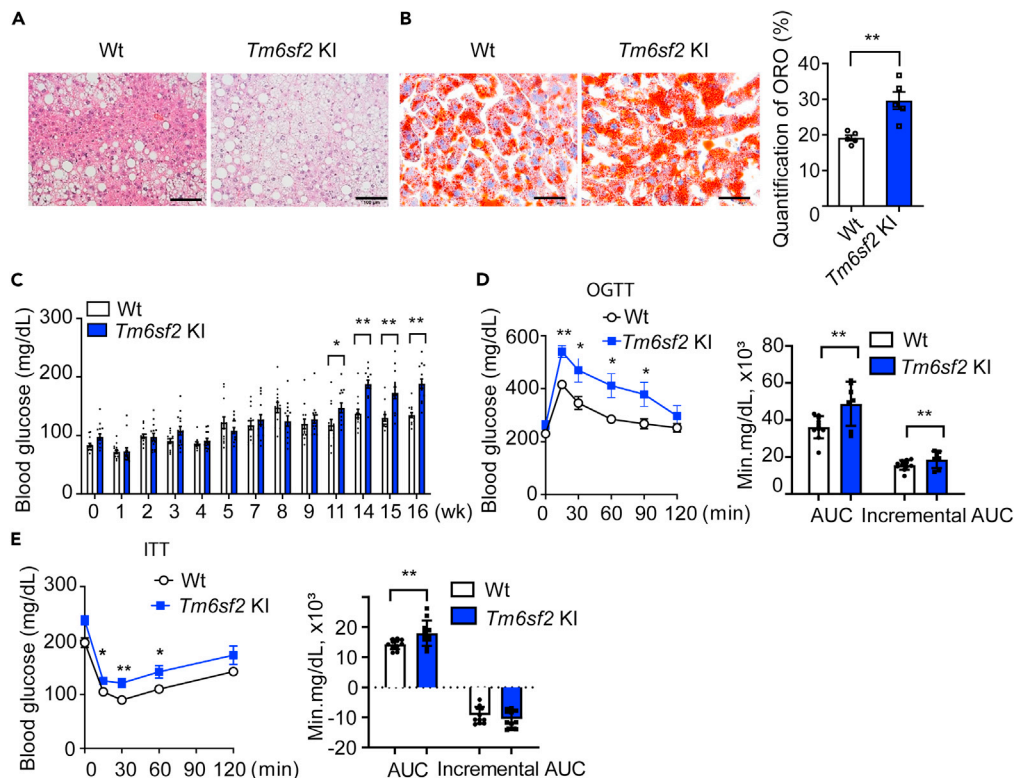 A
Wt
Tm6sf2 KI
100 μm
B
Wt
Tm6sf2 KI
Quantification of ORO (%)
**
60
40
20
0
Wt
Tm6sf2 KI
C
Wt
Tm6sf2 KI
Blood glucose (mg/dL)
300
200
100
0
* ** ** **
0 1 2 3 4 5 7 8 9 11 14 15 16 (wk)
D
OGTT
Wt
Tm6sf2 KI
Blood glucose (mg/dL)
600
400
200
0
** * * *
0 30 60 90 120 (min)
Min.mg/dL, x10³
80
60
40
20
0
**
**
Wt
Tm6sf2 KI
AUC Incremental AUC
E
ITT
Wt
Tm6sf2 KI
Blood glucose (mg/dL)
300
200
100
0
* ** *
0 30 60 90 120 (min)
Min.mg/dL, x10³
20
10
0
-10
-20
**
Wt
Tm6sf2 KI
AUC Incremental AUC